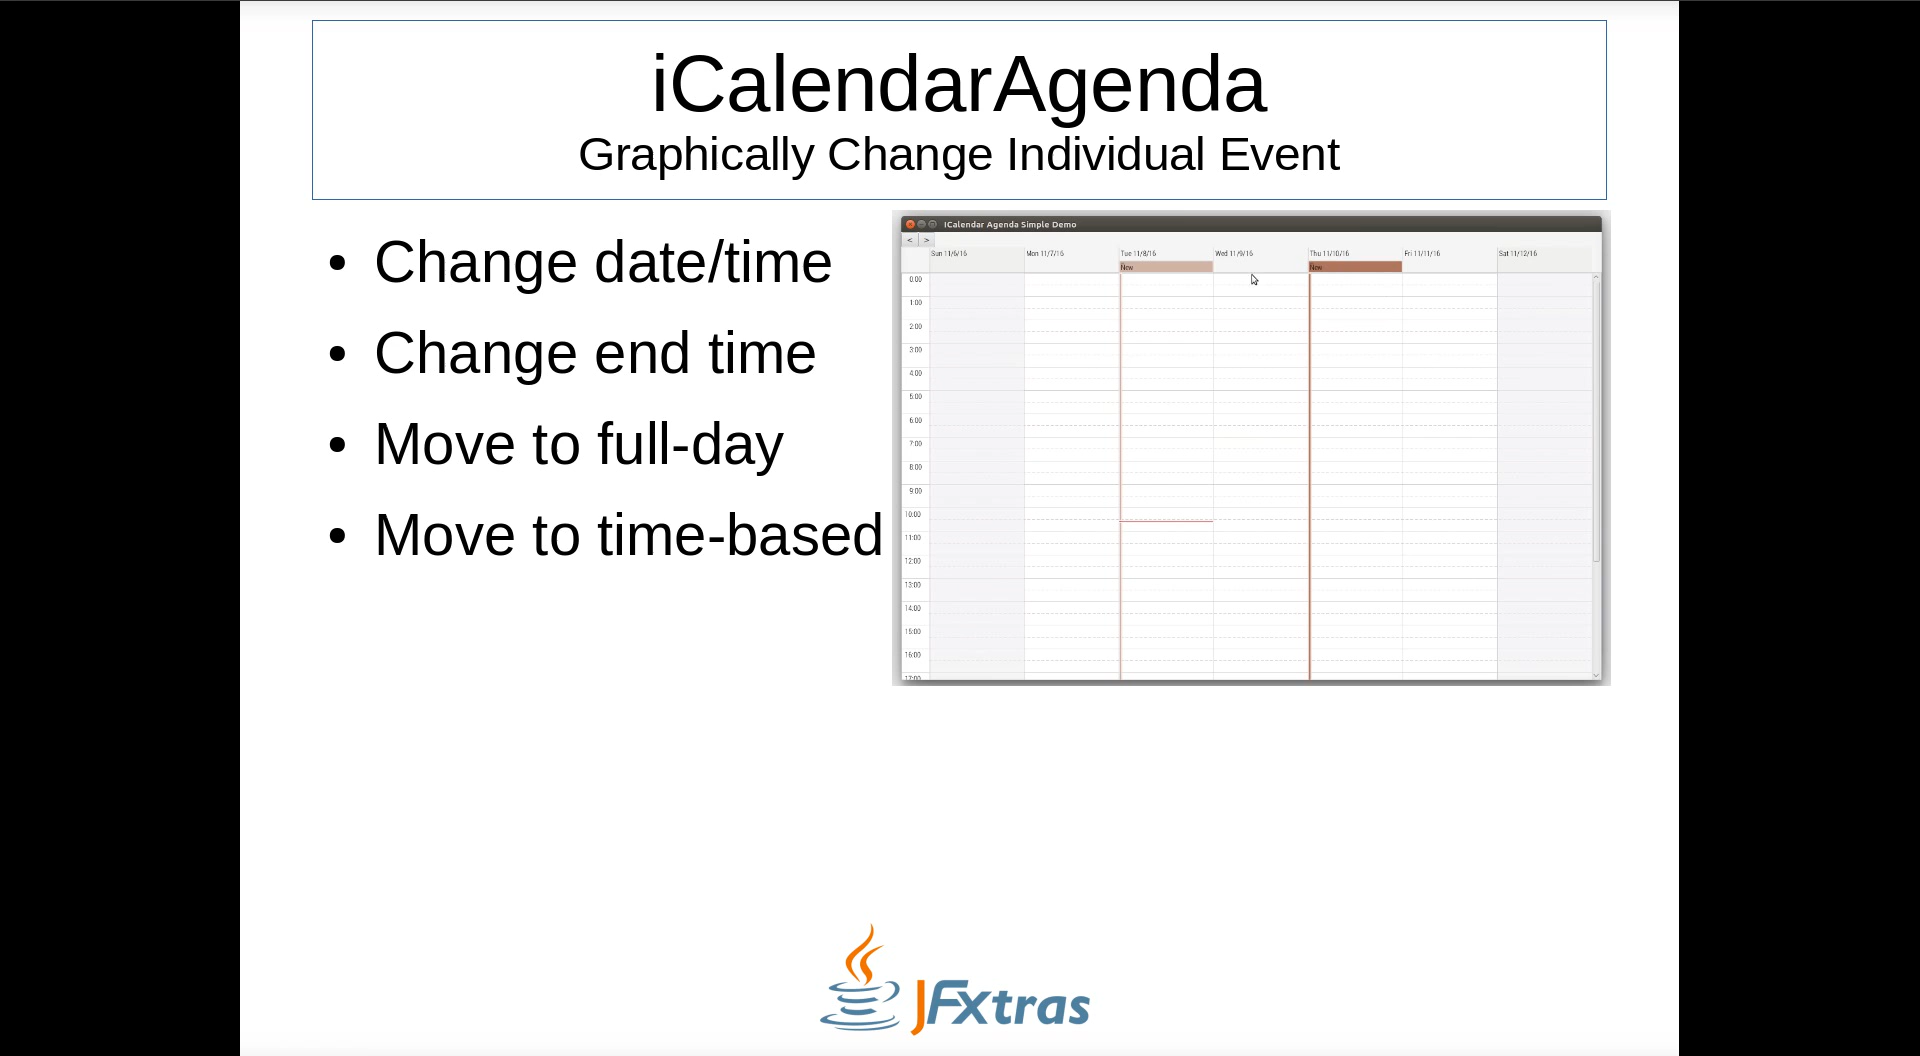 iCalendarAgenda
Graphically Change Individual Event
• Change date/time
• Change end time
• Move to full-day
• Move to time-based
ICalendar Agenda Simple Demo
< >
Sun 11/6/16 Mon 11/7/16 Tue 11/8/16 Wed 11/9/16 Thu 11/10/16 Fri 11/11/16 Sat 11/12/16
New New
0:00
1:00
2:00
3:00
4:00
5:00
6:00
7:00
8:00
9:00
10:00
11:00
12:00
13:00
14:00
15:00
16:00
17:00
JFXtras